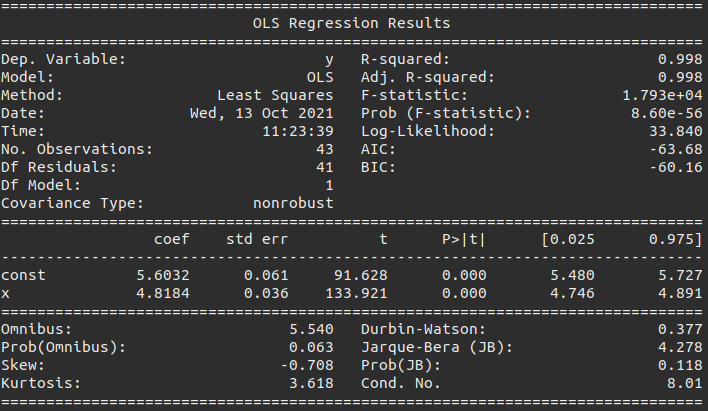 ==============================================================================
                            OLS Regression Results
==============================================================================
Dep. Variable:                      y   R-squared:                       0.998
Model:                            OLS   Adj. R-squared:                  0.998
Method:                 Least Squares   F-statistic:                 1.793e+04
Date:                Wed, 13 Oct 2021   Prob (F-statistic):           8.60e-56
Time:                        11:23:39   Log-Likelihood:                 33.840
No. Observations:                  43   AIC:                            -63.68
Df Residuals:                      41   BIC:                            -60.16
Df Model:                           1
Covariance Type:            nonrobust
==============================================================================
                 coef    std err          t      P>|t|      [0.025      0.975]
------------------------------------------------------------------------------
const          5.6032      0.061     91.628      0.000       5.480       5.727
x              4.8184      0.036    133.921      0.000       4.746       4.891
==============================================================================
Omnibus:                        5.540   Durbin-Watson:                   0.377
Prob(Omnibus):                  0.063   Jarque-Bera (JB):                4.278
Skew:                          -0.708   Prob(JB):                        0.118
Kurtosis:                       3.618   Cond. No.                         8.01
==============================================================================